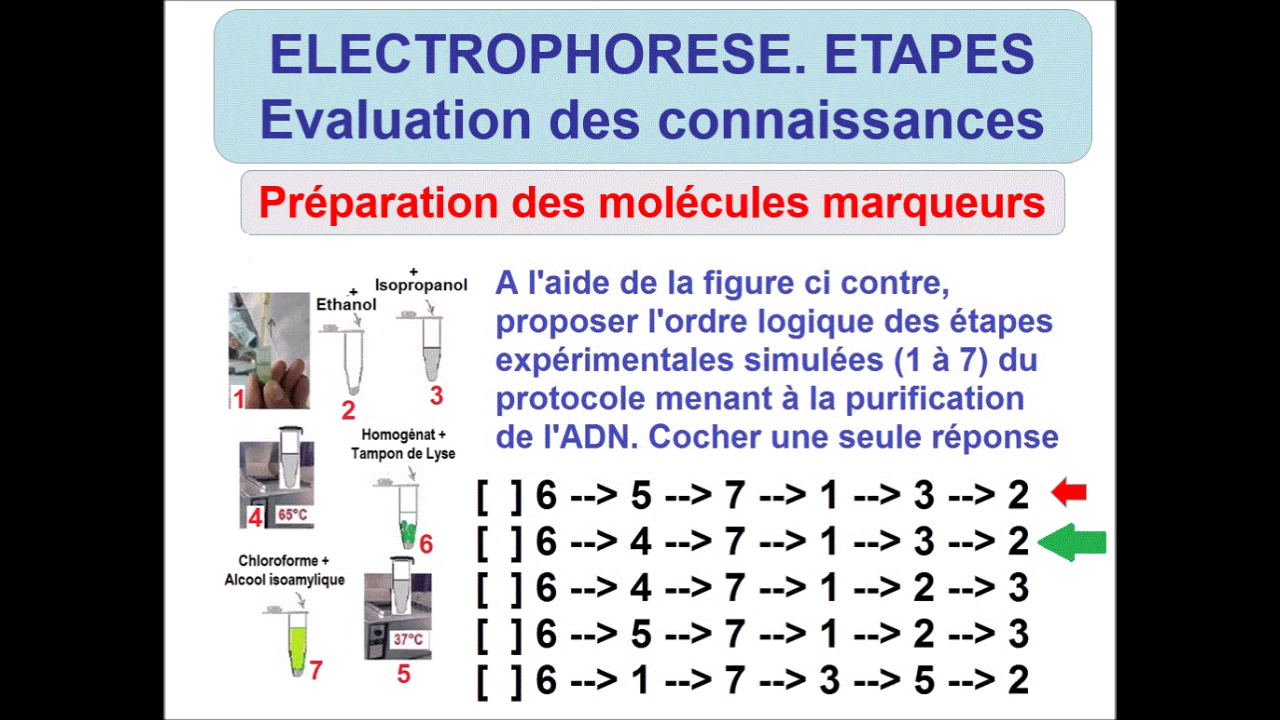 ELECTROPHORESE. ETAPES
Evaluation des connaissances
Préparation des molécules marqueurs
A l'aide de la figure ci contre,
proposer l'ordre logique des étapes
expérimentales simulées (1 à 7) du
protocole menant à la purification
de l'ADN. Cocher une seule réponse
+
Isopropanol
+
Ethanol
1
2
3
Homogénat +
Tampon de Lyse
4
65°C
6
Chloroforme +
Alcool isoamylique
7
37°C
5
[ ] 6 --> 5 --> 7 --> 1 --> 3 --> 2
[ ] 6 --> 4 --> 7 --> 1 --> 3 --> 2
[ ] 6 --> 4 --> 7 --> 1 --> 2 --> 3
[ ] 6 --> 5 --> 7 --> 1 --> 2 --> 3
[ ] 6 --> 1 --> 7 --> 3 --> 5 --> 2